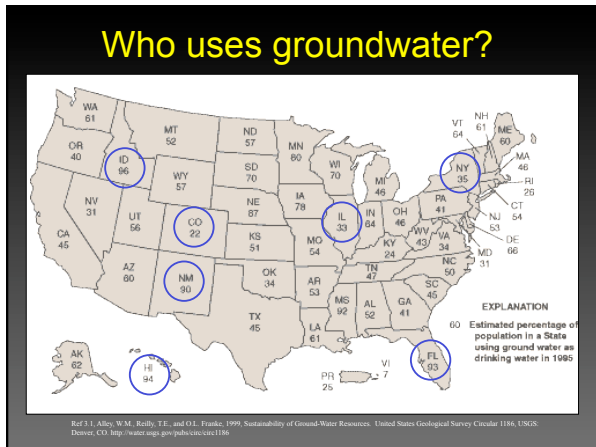 Who uses groundwater?
WA
61
OR
40
ID
96
MT
52
ND
57
MN
60
WI
70
MI
46
VT
64
NH
61
ME
60
MA
46
RI
26
CT
54
NY
35
NJ
53
DE
66
MD
31
PA
41
WY
57
SD
70
NE
87
IA
78
IL
33
IN
64
OH
46
WV
43
VA
34
NV
31
UT
56
CO
22
KS
51
MO
54
KY
24
CA
45
AZ
60
NM
90
OK
34
AR
53
TN
47
NC
50
SC
45
TX
45
LA
61
MS
92
AL
52
GA
41
FL
93
AK
62
HI
94
PR
25
VI
7
EXPLANATION
60 Estimated percentage of
population in a State
using ground water as
drinking water in 1995
Ref 3.1, Alley, W.M., Reilly, T.E., and O.L. Franke, 1999, Sustainability of Ground-Water Resources. United States Geological Survey Circular 1186, USGS:
Denver, CO. http://water.usgs.gov/pubs/circ/circ1186